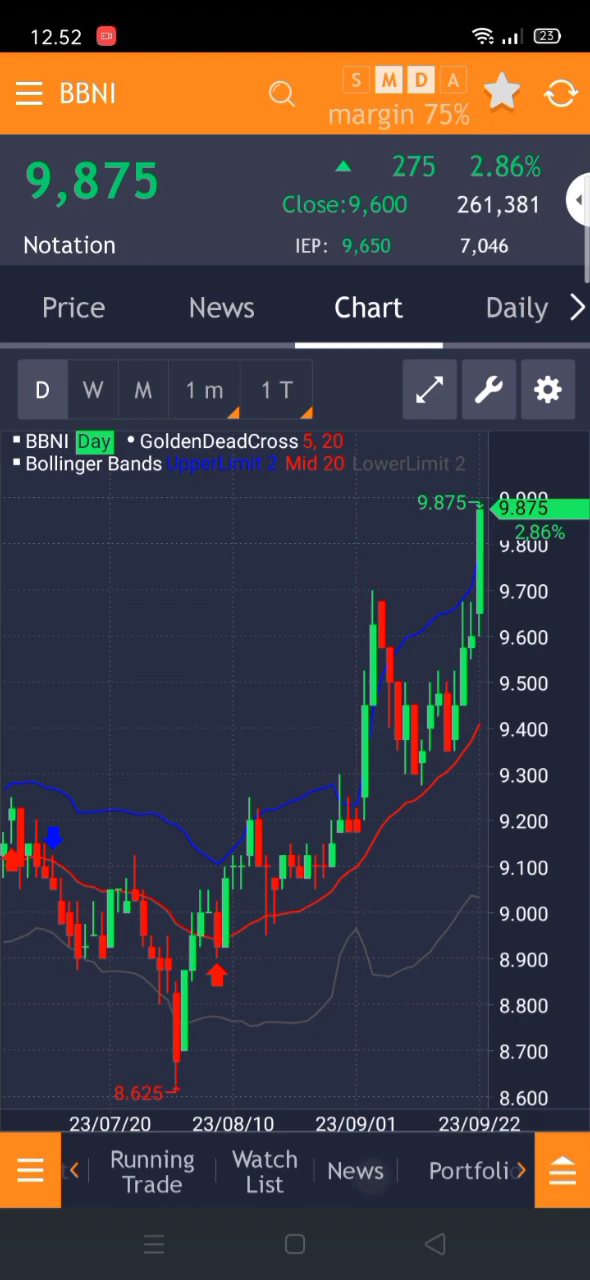 12.52
23
BBNI
S M D A
margin 75%
9,875
275 2.86%
Close:9,600 261,381
Notation
IEP: 9,650 7,046
Price News Chart Daily
D W M 1 m 1 T
BBNI Day GoldenDeadCross 5, 20
Bollinger Bands UpperLimit 2 Mid 20 LowerLimit 2
9.900
9.875 9.875
2,86%
9.800
9.700
9.600
9.500
9.400
9.300
9.200
9.100
9.000
8.900
8.800
8.700
8.625
8.600
23/07/20 23/08/10 23/09/01 23/09/22
Running Trade
Watch List
News
Portfolio